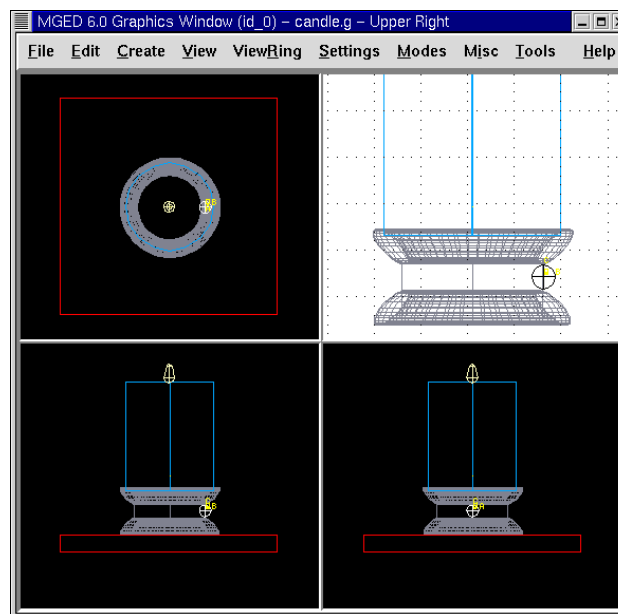 MGED 6.0 Graphics Window (id_0) – candle.g – Upper Right
File Edit Create View ViewRing Settings Modes Misc Tools Help